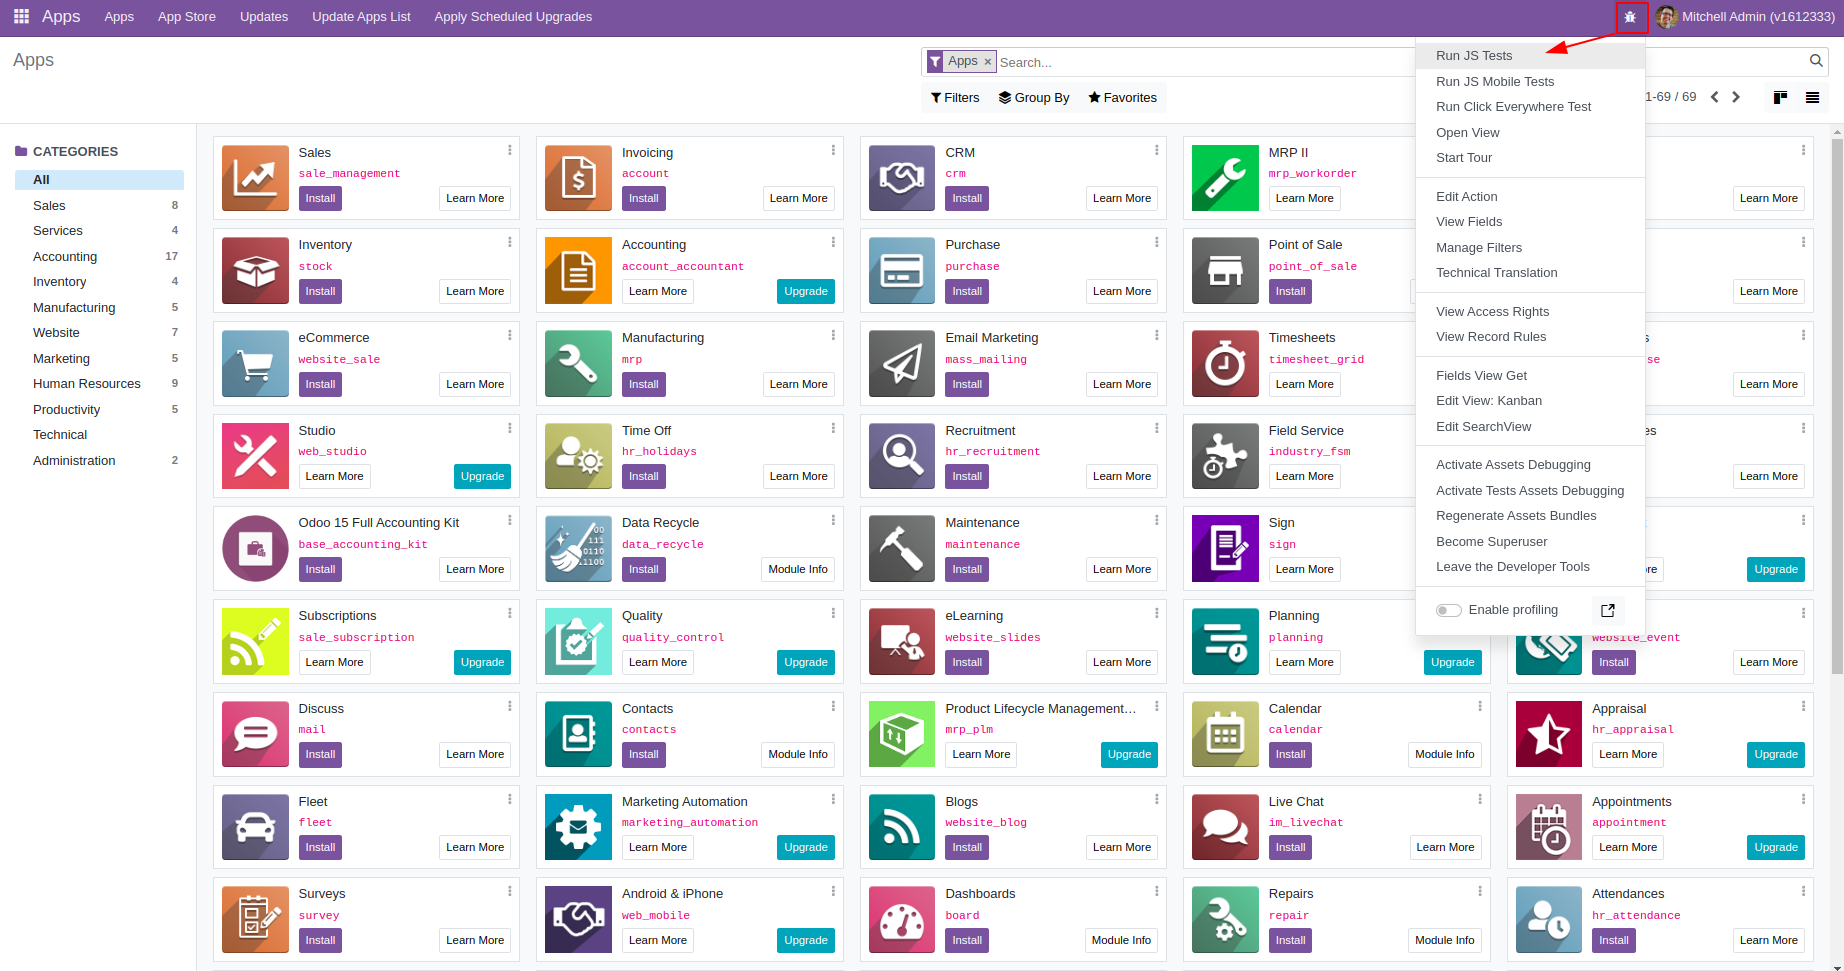 Apps
Apps
App Store
Updates
Update Apps List
Apply Scheduled Upgrades
Mitchell Admin (v1612333)
Apps
Apps ×
Search...
Filters
Group By
Favorites
1-69 / 69
Run JS Tests
Run JS Mobile Tests
Run Click Everywhere Test
Open View
Start Tour
Edit Action
View Fields
Manage Filters
Technical Translation
View Access Rights
View Record Rules
Fields View Get
Edit View: Kanban
Edit SearchView
Activate Assets Debugging
Activate Tests Assets Debugging
Regenerate Assets Bundles
Become Superuser
Leave the Developer Tools
Enable profiling
CATEGORIES
All
Sales 8
Services 4
Accounting 17
Inventory 4
Manufacturing 5
Website 7
Marketing 5
Human Resources 9
Productivity 5
Technical
Administration 2
Sales
sale_management
Install Learn More
Invoicing
account
Install Learn More
CRM
crm
Install Learn More
MRP II
mrp_workorder
Learn More
Learn More
Inventory
stock
Install Learn More
Accounting
account_accountant
Learn More Upgrade
Purchase
purchase
Install Learn More
Point of Sale
point_of_sale
Install
Learn More
eCommerce
website_sale
Install Learn More
Manufacturing
mrp
Install Learn More
Email Marketing
mass_mailing
Install Learn More
Timesheets
timesheet_grid
Learn More
Learn More
Studio
web_studio
Learn More Upgrade
Time Off
hr_holidays
Install Learn More
Recruitment
hr_recruitment
Install Learn More
Field Service
industry_fsm
Learn More
Learn More
Odoo 15 Full Accounting Kit
base_accounting_kit
Install Learn More
Data Recycle
data_recycle
Install Module Info
Maintenance
maintenance
Install Learn More
Sign
sign
Learn More
Upgrade
Subscriptions
sale_subscription
Learn More Upgrade
Quality
quality_control
Learn More Upgrade
eLearning
website_slides
Install Learn More
Planning
planning
Learn More Upgrade
website_event
Install Learn More
Discuss
mail
Install Learn More
Contacts
contacts
Install Module Info
Product Lifecycle Management...
mrp_plm
Learn More Upgrade
Calendar
calendar
Install Module Info
Appraisal
hr_appraisal
Learn More Upgrade
Fleet
fleet
Install Learn More
Marketing Automation
marketing_automation
Learn More Upgrade
Blogs
website_blog
Install Learn More
Live Chat
im_livechat
Install Learn More
Appointments
appointment
Learn More Upgrade
Surveys
survey
Install Learn More
Android & iPhone
web_mobile
Learn More Upgrade
Dashboards
board
Install Module Info
Repairs
repair
Install Module Info
Attendances
hr_attendance
Install Learn More